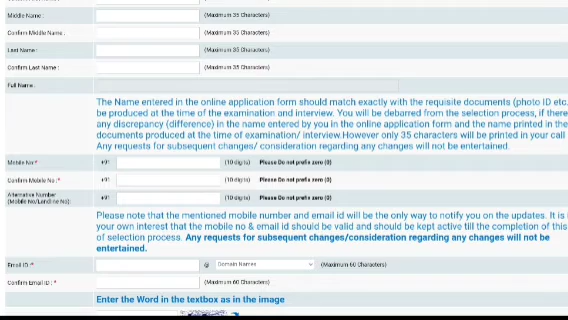 Middle Name : (Maximum 35 Characters)
Confirm Middle Name : (Maximum 35 Characters)
Last Name : (Maximum 35 Characters)
Confirm Last Name : (Maximum 35 Characters)
Full Name :
The Name entered in the online application form should match exactly with the requisite documents (photo ID etc.
be produced at the time of the examination and interview. You will be debarred from the selection process, if there
any discrepancy (difference) in the name entered by you in the online application form and the name printed in the
documents produced at the time of examination/ interview.However only 35 characters will be printed in your call
Any requests for subsequent changes/ consideration regarding any changes will not be entertained.
Mobile No:* +91 (10 digits) Please Do not prefix zero (0)
Confirm Mobile No :* +91 (10 digits) Please Do not prefix zero (0)
Alternative Number
(Mobile No/Landline No): +91 (10 digits) Please Do not prefix zero (0)
Please note that the mentioned mobile number and email id will be the only way to notify you on the updates. It is i
your own interest that the mobile no & email id should be valid and should be kept active till the completion of this
of selection process. Any requests for subsequent changes/consideration regarding any changes will not be
entertained.
Email ID :* @ Domain Names (Maximum 60 Characters)
Confirm Email ID : * (Maximum 60 Characters)
Enter the Word in the textbox as in the image